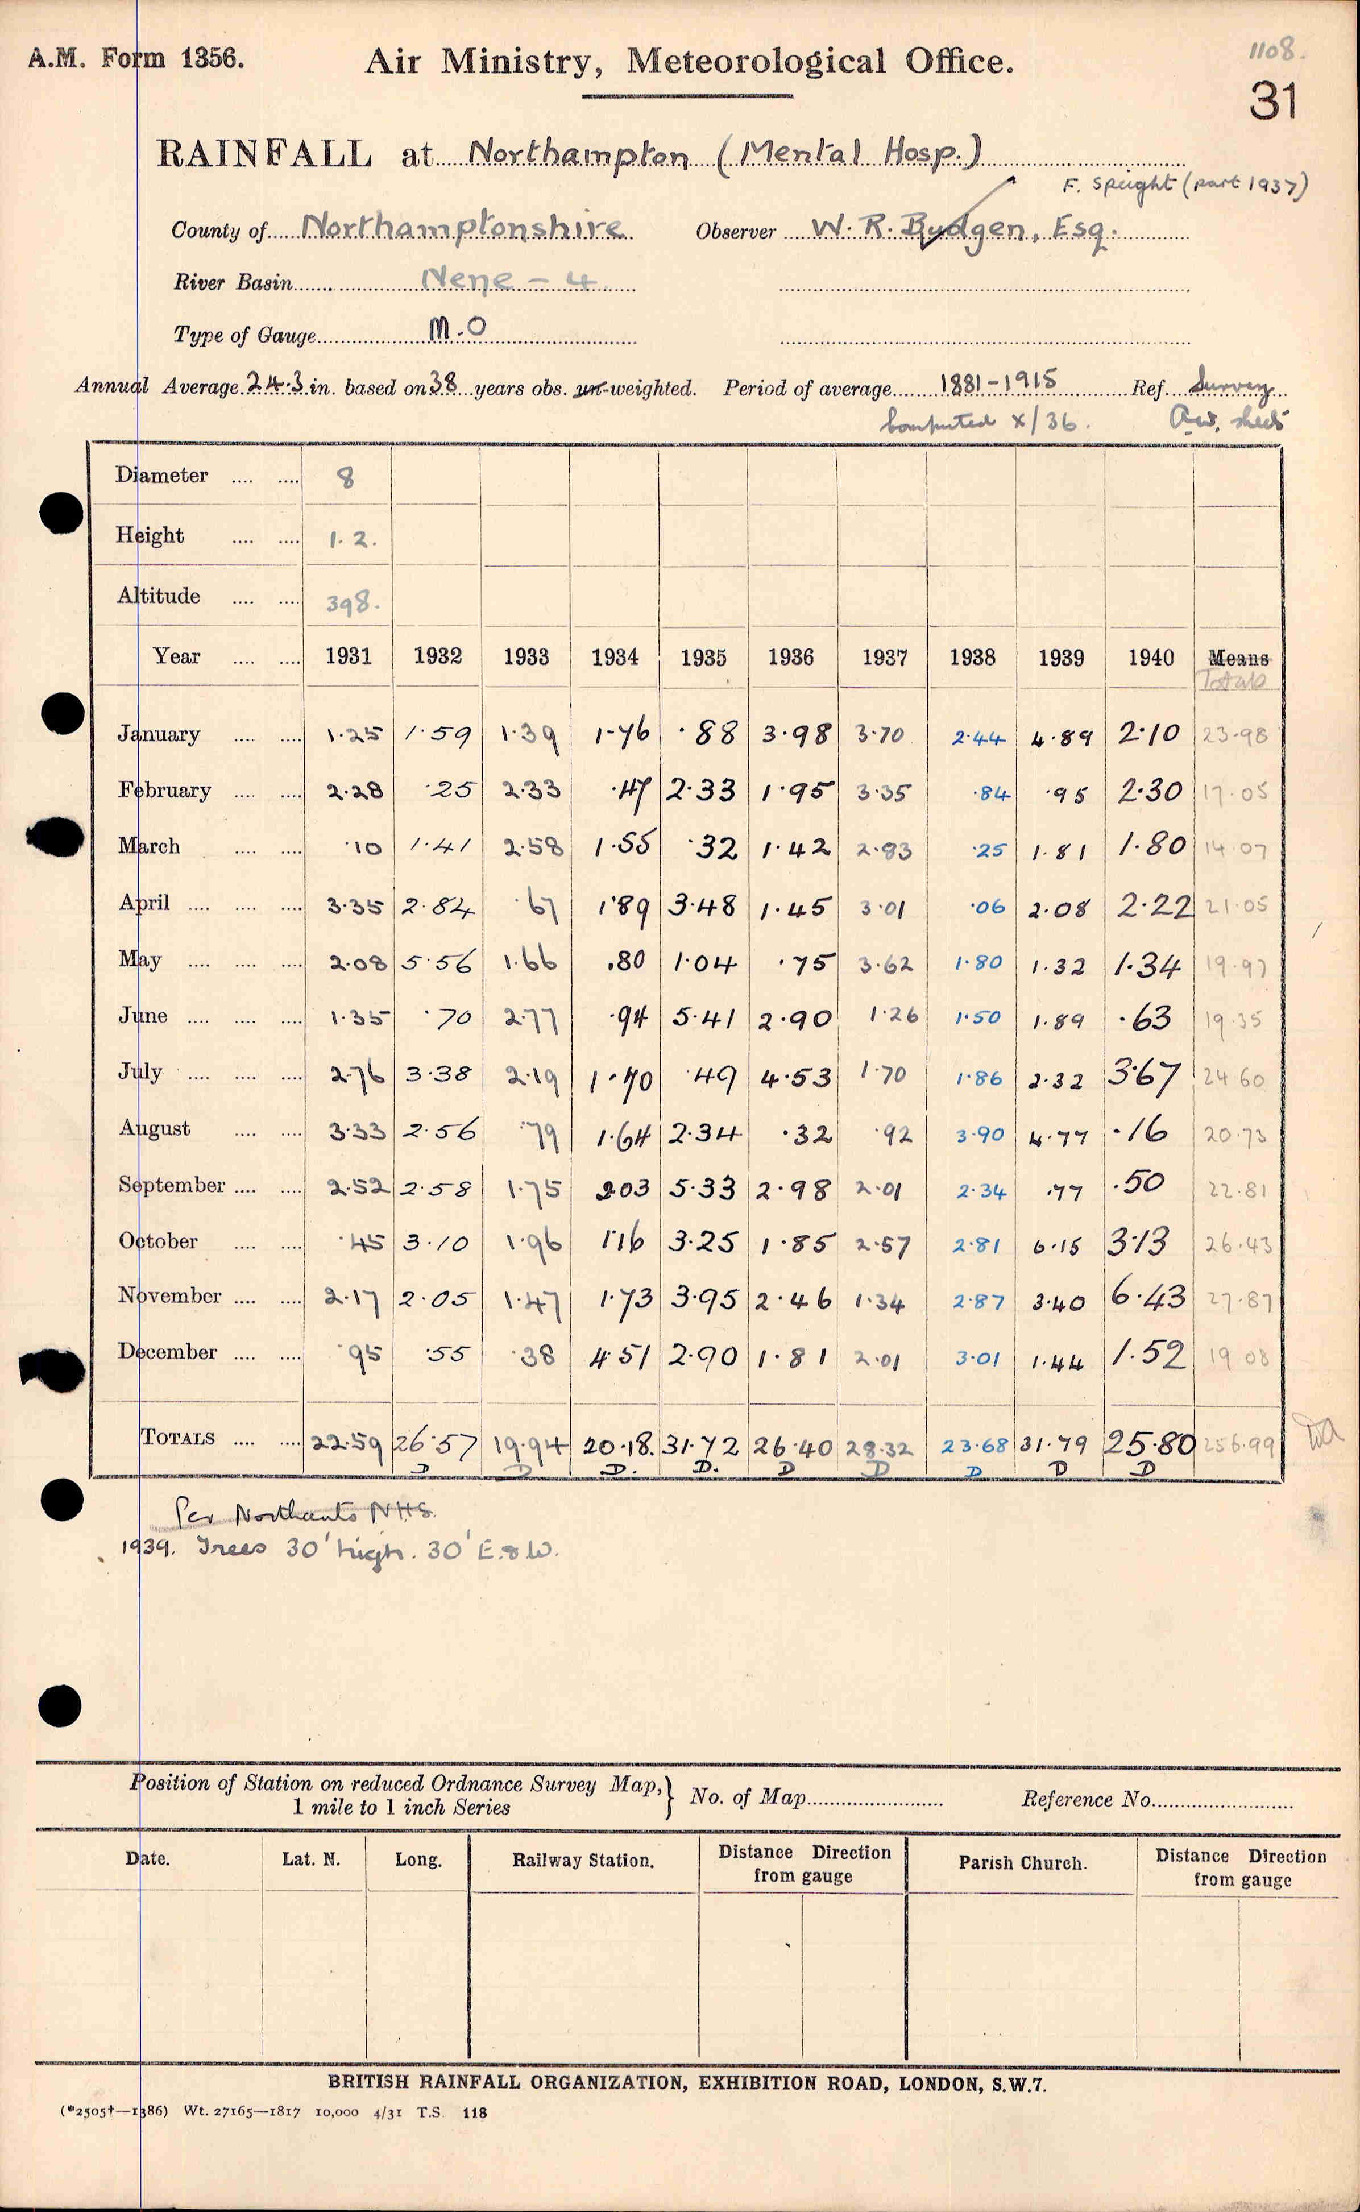 A.M. Form 1356.
Air Ministry, Meteorological Office.
1108.
31
RAINFALL at Northampton (Mental Hosp.)
F. Speight (part 1937)
County of Northamptonshire Observer W. R. Budgen, Esq.
River Basin Nene - 4.
Type of Gauge M.O
Annual Average 24.3 in. based on 38 years obs. un-weighted. Period of average 1881-1915 Ref. Survey
Computed X/36. Av. sheet
Diameter 8
Height 1.2.
Altitude 398.
Year 1931 1932 1933 1934 1935 1936 1937 1938 1939 1940 Means
Totals
January 1.25 1.59 1.39 1.76 .88 3.98 3.70 2.44 4.89 2.10 23.98
February 2.28 .25 2.33 .47 2.33 1.95 3.35 .84 .95 2.30 17.05
March .10 1.41 2.58 1.55 .32 1.42 2.83 .25 1.81 1.80 14.07
April 3.35 2.84 .67 1.89 3.48 1.45 3.01 .06 2.08 2.22 21.05
May 2.08 5.56 1.66 .80 1.04 .75 3.62 1.80 1.32 1.34 19.97
June 1.35 .70 2.77 .94 5.41 2.90 1.26 1.50 1.89 .63 19.35
July 2.76 3.38 2.19 1.70 .49 4.53 1.70 1.86 2.32 3.67 24.60
August 3.33 2.56 .79 1.64 2.34 .32 .92 3.90 4.77 .16 20.73
September 2.52 2.58 1.75 2.03 5.33 2.98 2.01 2.34 .77 .50 22.81
October .45 3.10 1.96 1.16 3.25 1.85 2.57 2.81 6.15 3.13 26.43
November 2.17 2.05 1.47 1.73 3.95 2.46 1.34 2.87 3.40 6.43 27.87
December .95 .55 .38 4.51 2.90 1.81 2.01 3.01 1.44 1.52 19.08
TOTALS 22.59 26.57 19.94 20.18. 31.72 26.40 28.32 23.68 31.79 25.80 256.99
D D D. D. D D D D D
Per Northants N.H.S.
1939. Trees 30' high. 30' E. & W.
Position of Station on reduced Ordnance Survey Map,
1 mile to 1 inch Series } No. of Map Reference No.
Date. Lat. N. Long. Railway Station. Distance Direction from gauge Parish Church. Distance Direction from gauge
BRITISH RAINFALL ORGANIZATION, EXHIBITION ROAD, LONDON, S.W.7.
(*2505†—1386) Wt. 27165—1817 10,000 4/31 T.S. 118